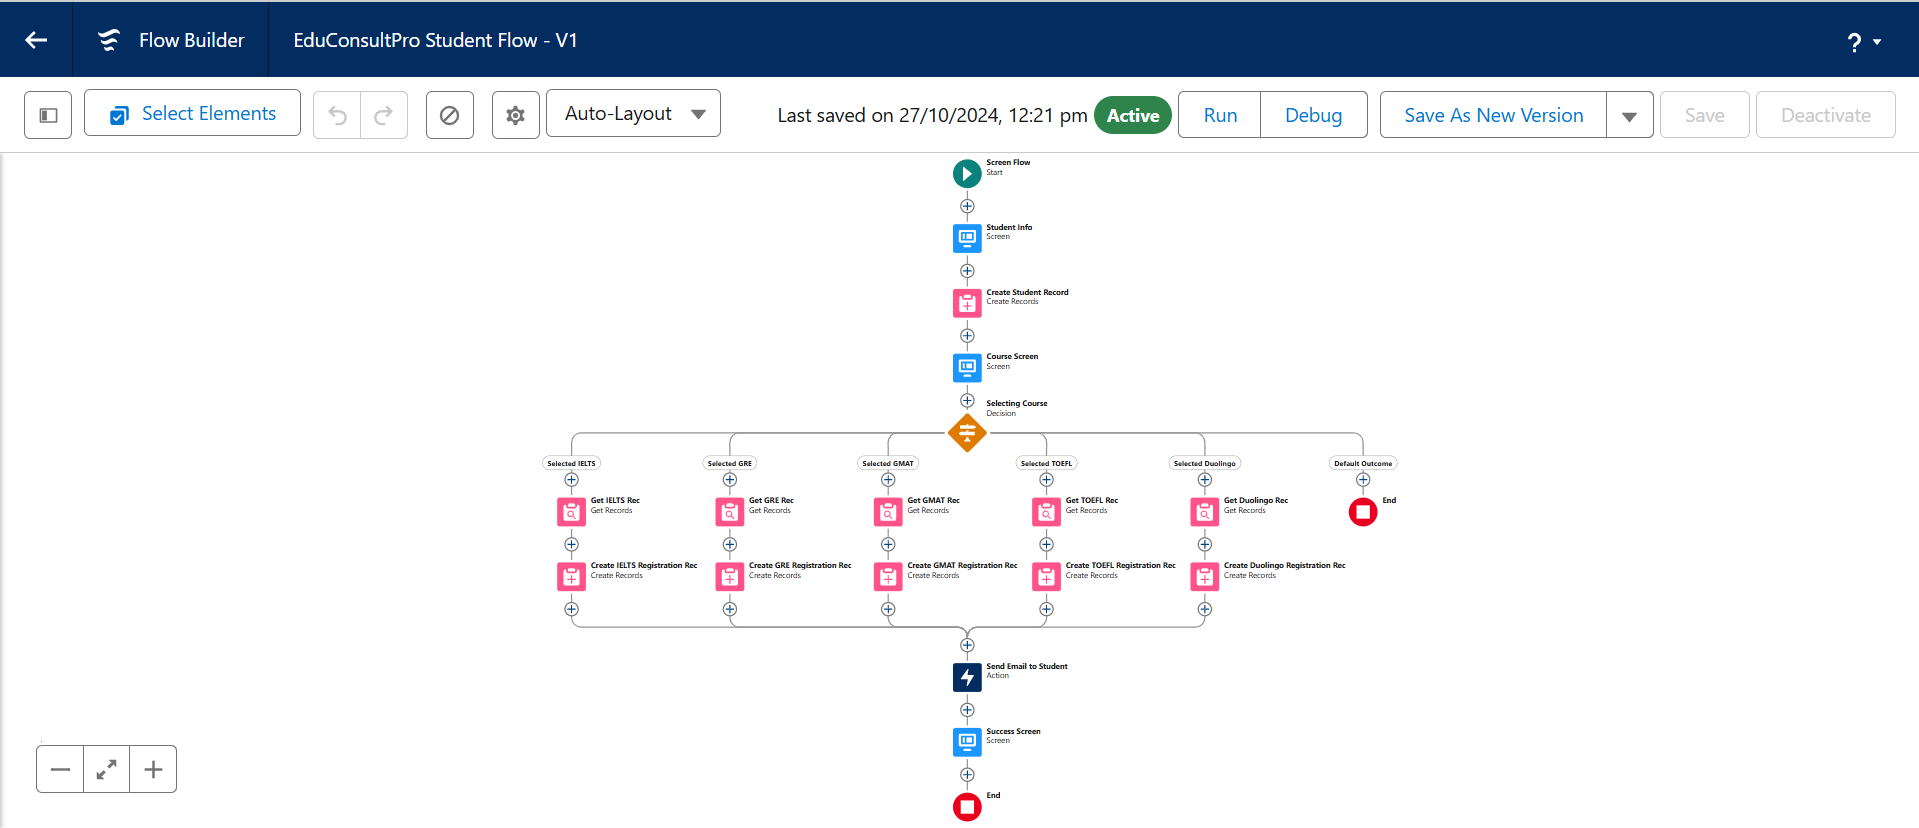 Flow Builder
EduConsultPro Student Flow - V1
?
Select Elements
Auto-Layout
Last saved on 27/10/2024, 12:21 pm
Active
Run
Debug
Save As New Version
Save
Deactivate
Screen Flow
Start
Student Info
Screen
Create Student Record
Create Records
Course Screen
Screen
Selecting Course
Decision
Selected IELTS
Selected GRE
Selected GMAT
Selected TOEFL
Selected Duolingo
Default Outcome
Get IELTS Rec
Get Records
Get GRE Rec
Get Records
Get GMAT Rec
Get Records
Get TOEFL Rec
Get Records
Get Duolingo Rec
Get Records
End
Create IELTS Registration Rec
Create Records
Create GRE Registration Rec
Create Records
Create GMAT Registration Rec
Create Records
Create TOEFL Registration Rec
Create Records
Create Duolingo Registration Rec
Create Records
Send Email to Student
Action
Success Screen
Screen
End